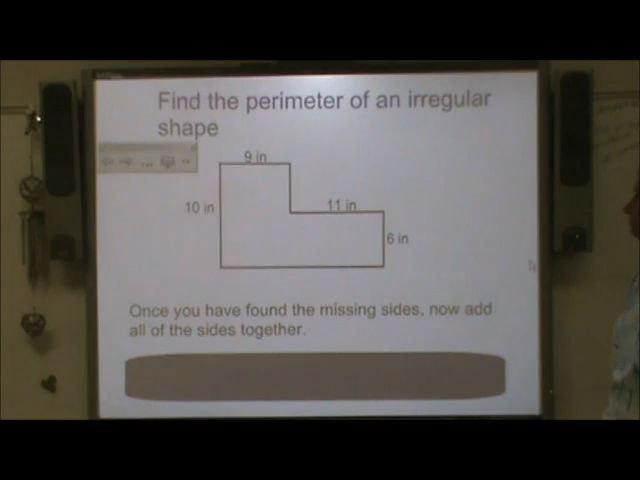 Find the perimeter of an irregular
shape
9 in
10 in
11 in
6 in
Once you have found the missing sides, now add
all of the sides together.